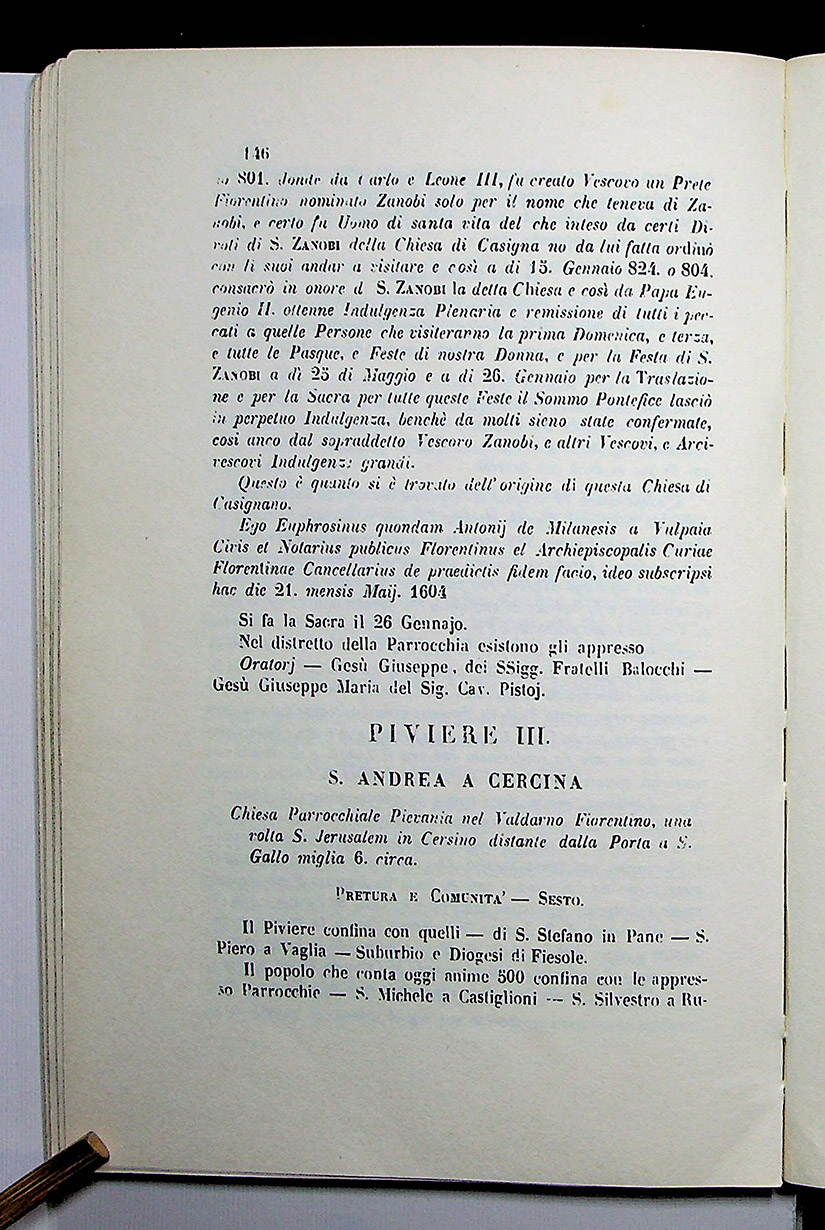 146
801. donde da Carlo e Leone III, fu creato Vescovo un Prete
Fiorentino nominato Zanobi solo per il nome che teneva di Za-
nobi, e certo fu Uomo di santa vita del che inteso da certi Di-
voti di S. ZANOBI della Chiesa di Casigna no da lui fatta ordinò
con li suoi andar a visitare e così a di 15. Gennaio 824. o 804.
consacrò in onore d S. ZANOBI la detta Chiesa e così da Papa Eu-
genio II. ottenne Indulgenza Plenaria e remissione di tutti i pec-
cati a quelle Persone che visiterarno la prima Domenica, e terza,
e tutte le Pasque, e Feste di nostra Donna, e per la Festa di S.
ZANOBI a dì 25 di Maggio e a di 26. Gennaio per la Traslazio-
ne e per la Sacra per tutte queste Feste il Sommo Pontefice lasciò
in perpetuo Indulgenza, benchè da molti sieno state confermate,
così anco dal sopraddetto Vescovo Zanobi, e altri Vescovi, e Arci-
vescovi Indulgenze grandi.
Questo è quanto si è trovato dell'origine di questa Chiesa di
Casignano.
Ego Euphrosinus quondam Antonij de Milanesis a Vulpaia
Civis et Notarius publicus Florentinus et Archiepiscopalis Curiae
Florentinae Cancellarius de praedictis fidem facio, ideo subscripsi
hac die 21. mensis Maij. 1604
Si fa la Sacra il 26 Gennajo.
Nel distretto della Parrocchia esistono gli appresso
Oratorj — Gesù Giuseppe, dei SSigg. Fratelli Balocchi —
Gesù Giuseppe Maria del Sig. Cav. Pistoj.
PIVIERE III.
S. ANDREA A CERCINA
Chiesa Parrocchiale Pievania nel Valdarno Fiorentino, una
volta S. Jerusalem in Cersino distante dalla Porta a S.
Gallo miglia 6. circa.
PRETURA E COMUNITA' — SESTO.
Il Piviere confina con quelli — di S. Stefano in Pane — S.
Piero a Vaglia — Suburbio e Diogesi di Fiesole.
Il popolo che conta oggi anime 500 confina con le appres-
so Parrocchie — S. Michele a Castiglioni — S. Silvestro a Ru-